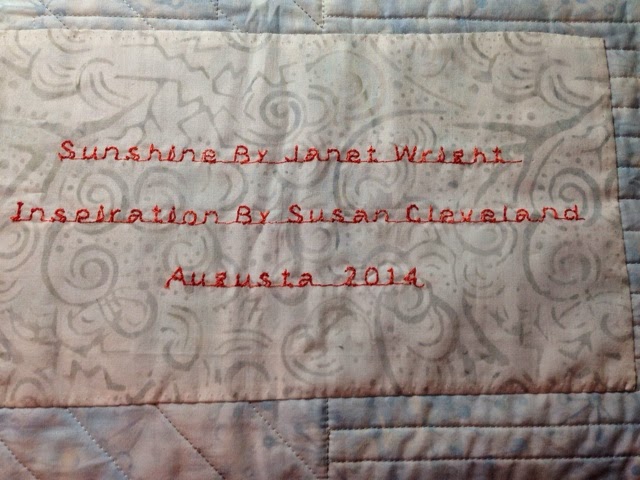 Sunshine By Janet Wright
Inspiration By Susan Cleveland
Augusta 2014